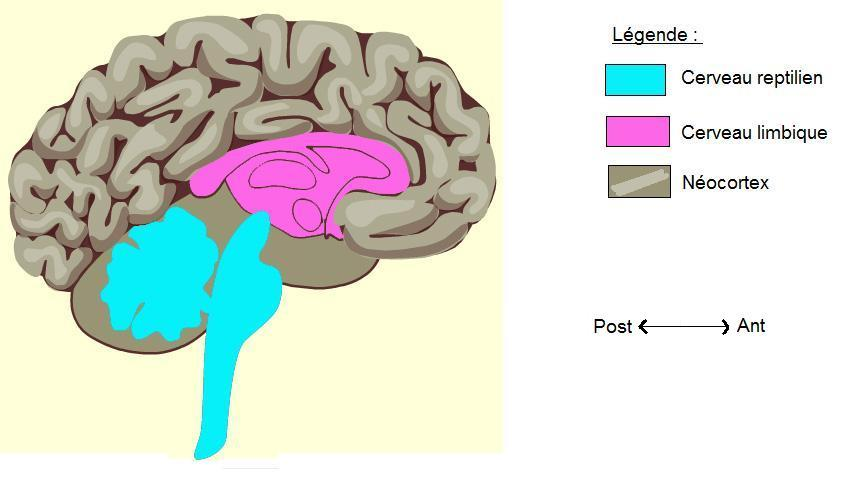 Légende :
Cerveau reptilien
Cerveau limbique
Néocortex
Post Ant